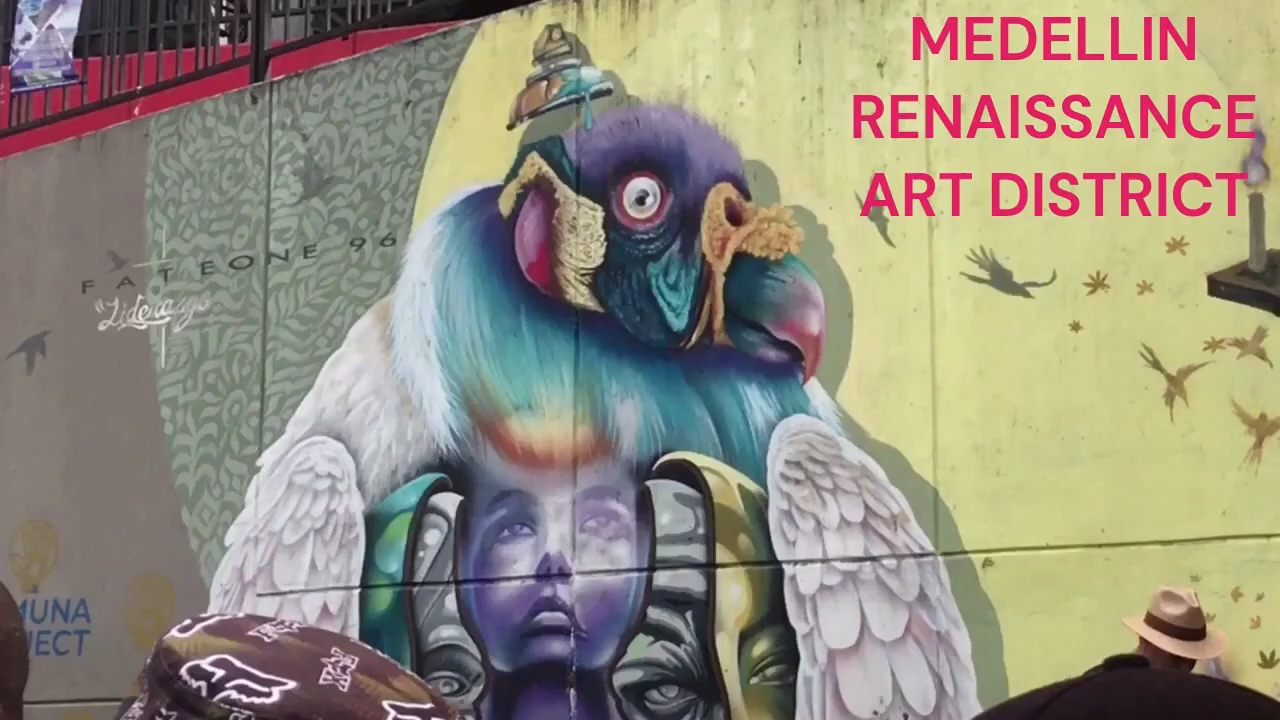 MEDELLIN
RENAISSANCE
ART DISTRICT
FATEONE 96
"Liderazgo"
MUNA
JECT